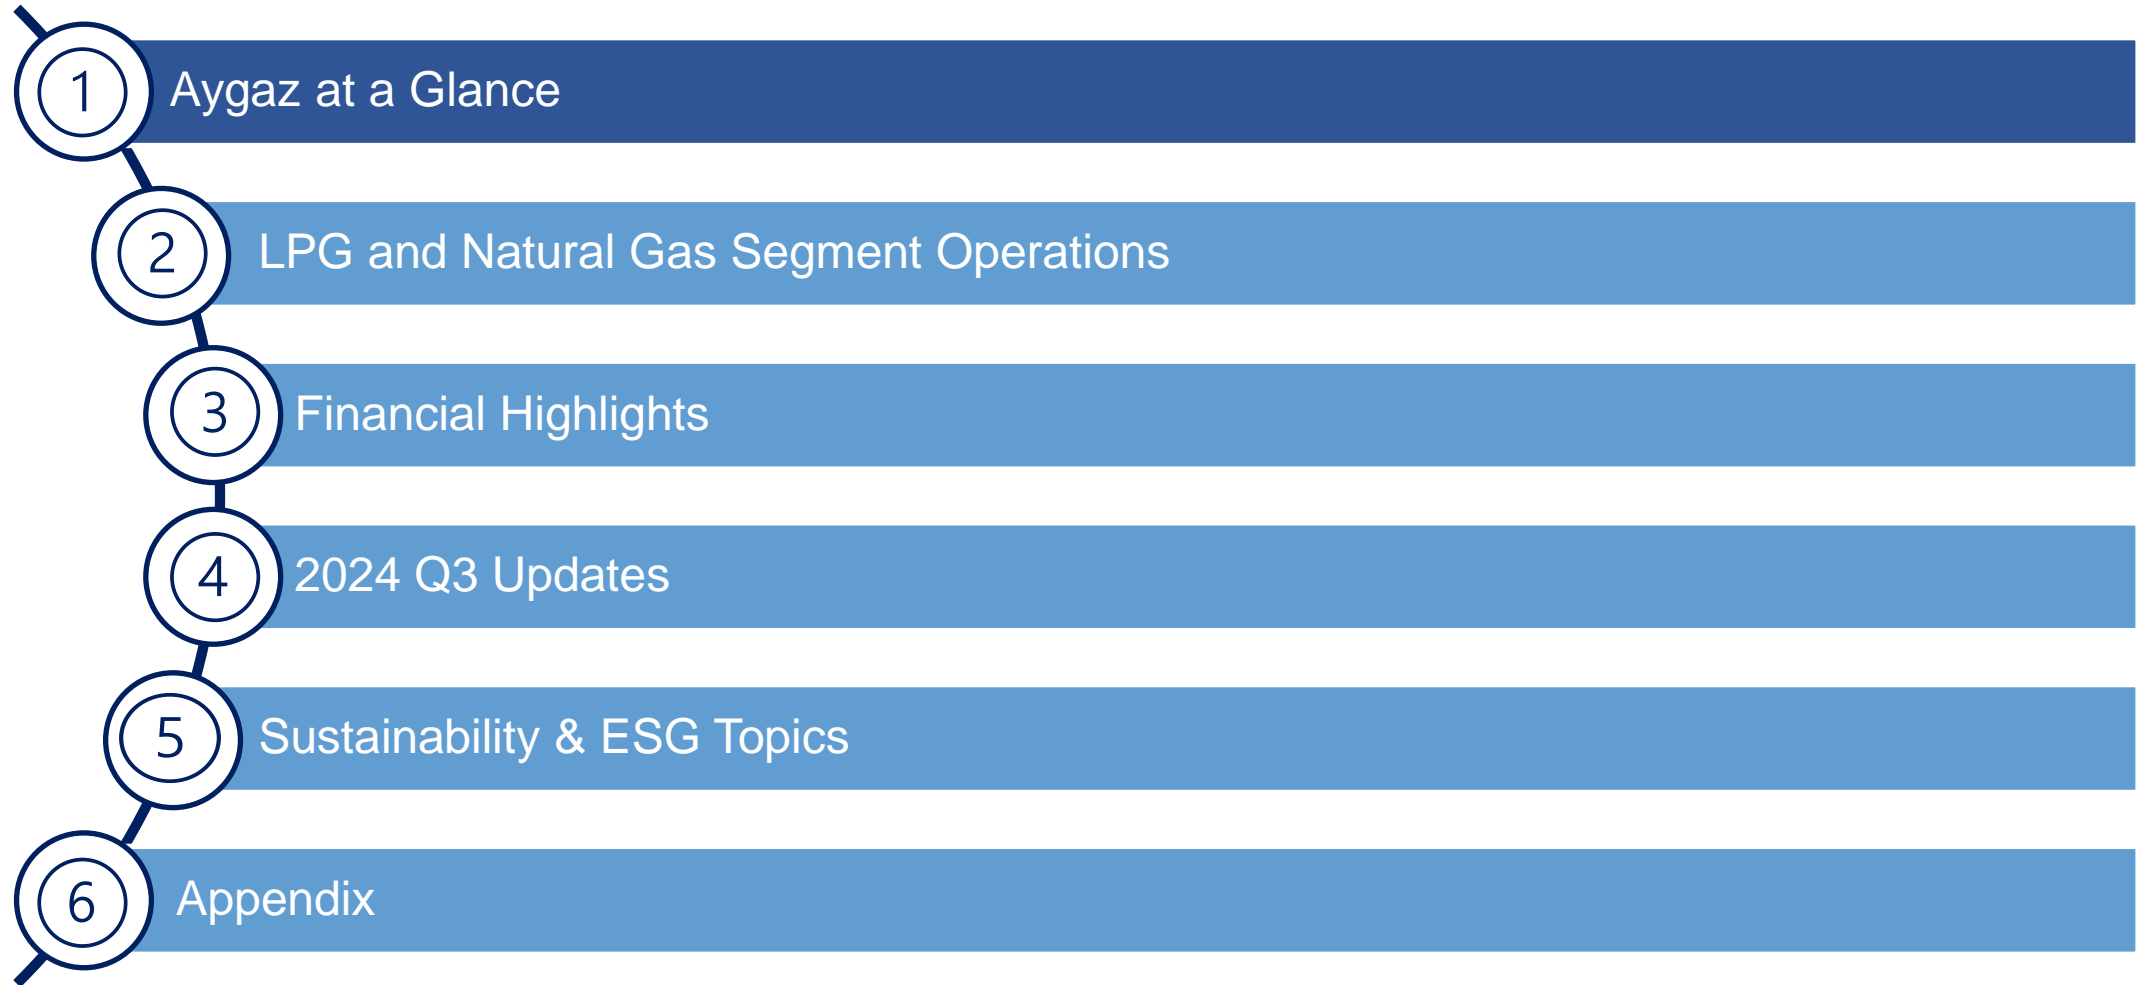 1 Aygaz at a Glance
2 LPG and Natural Gas Segment Operations
3 Financial Highlights
4 2024 Q3 Updates
5 Sustainability & ESG Topics
6 Appendix